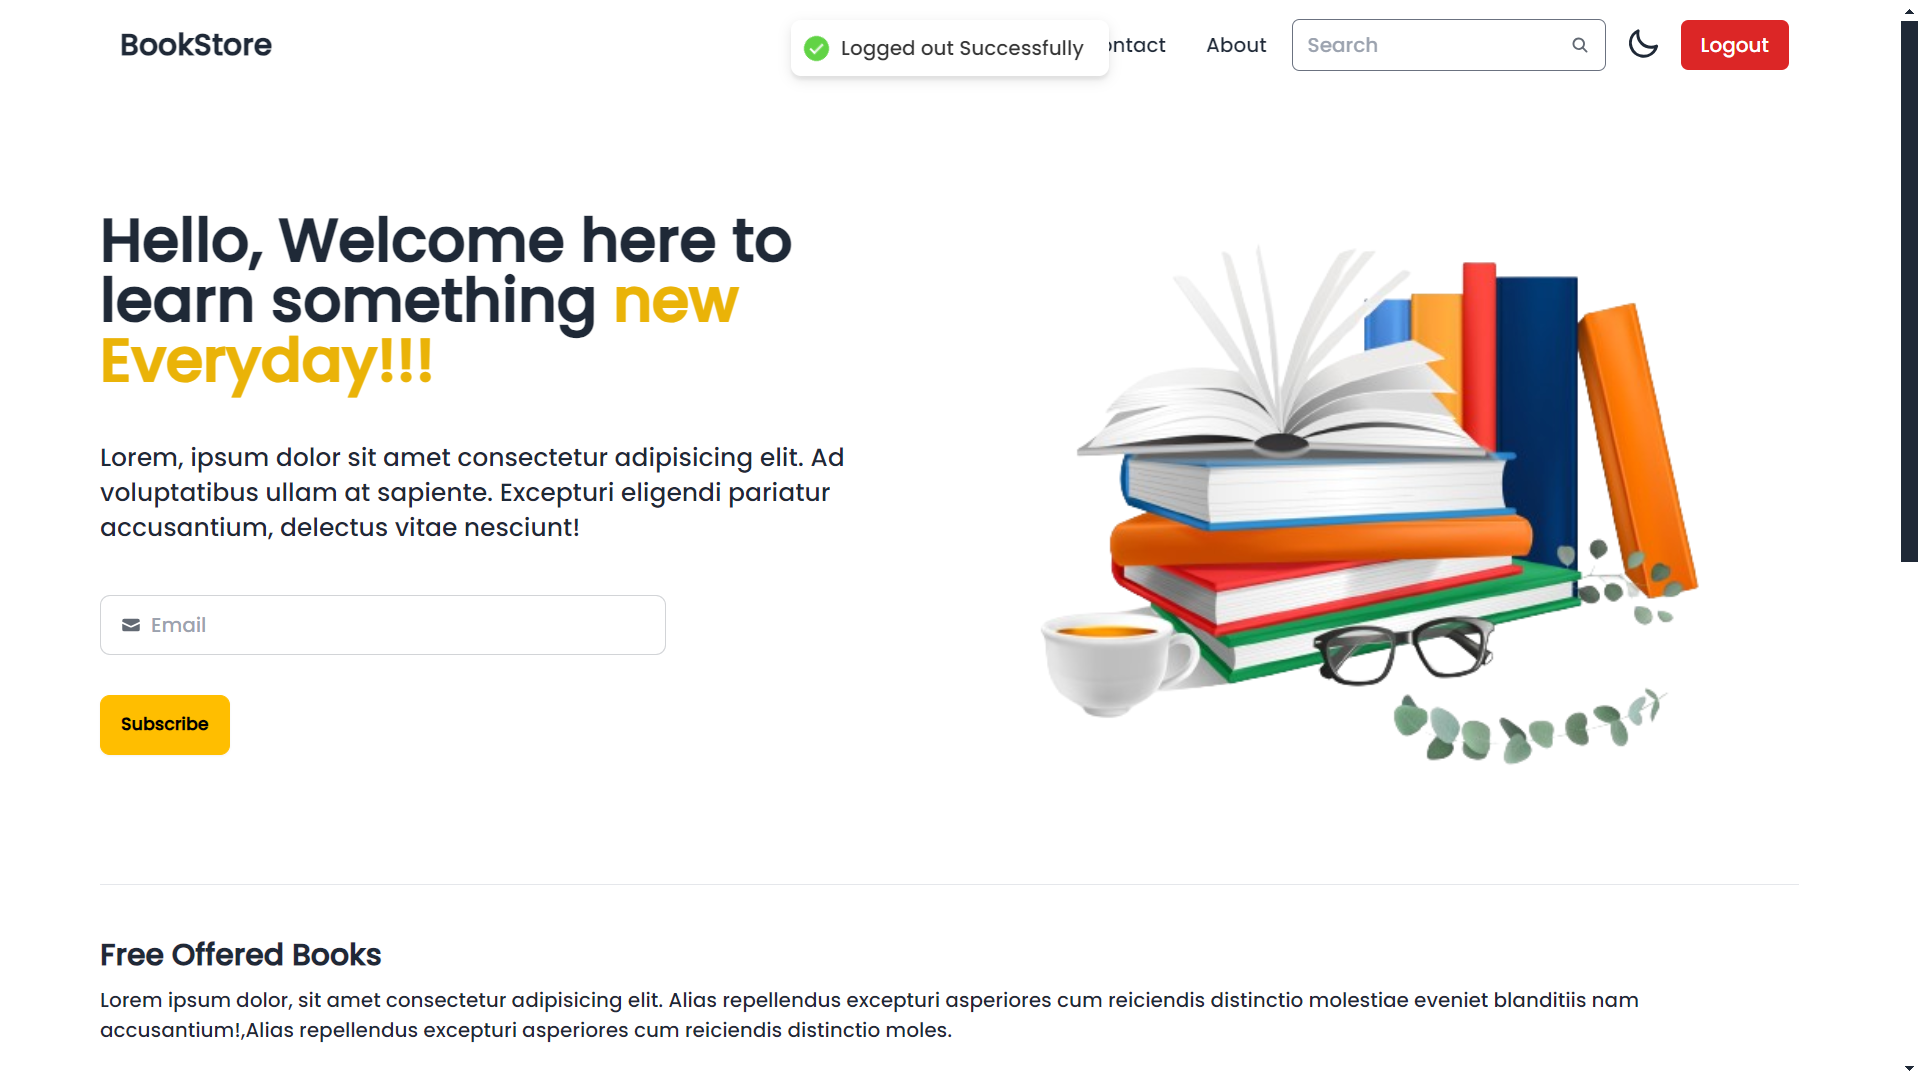 BookStore
Logged out Successfully
About
Search
Logout
Hello, Welcome here to
learn something new
Everyday!!!
Lorem, ipsum dolor sit amet consectetur adipisicing elit. Ad
voluptatibus ullam at sapiente. Excepturi eligendi pariatur
accusantium, delectus vitae nesciunt!
Email
Subscribe
Free Offered Books
Lorem ipsum dolor, sit amet consectetur adipisicing elit. Alias repellendus excepturi asperiores cum reiciendis distinctio molestiae eveniet blanditiis nam
accusantium!,Alias repellendus excepturi asperiores cum reiciendis distinctio moles.